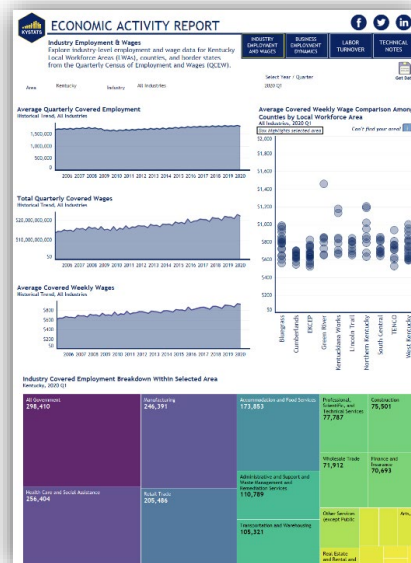 KYSTATS
ECONOMIC ACTIVITY REPORT
Industry Employment & Wages
Explore industry level employment and wage data for Kentucky
Local Workforce Areas (LWAs), counties, and border states
from the Quarterly Census of Employment and Wages (QCEW).
INDUSTRY EMPLOYMENT AND WAGES
BUSINESS EMPLOYMENT DYNAMICS
LABOR TURNOVER
TECHNICAL NOTES
Select Year / Quarter
2020 Q1
Area
Kentucky
Industry
All Industries
Average Quarterly Covered Employment
Historical Trend, All Industries
1,500,000
1,000,000
500,000
0
2006 2007 2008 2009 2010 2011 2012 2013 2014 2015 2016 2017 2018 2019 2020
Total Quarterly Covered Wages
Historical Trend, All Industries
$20,000,000,000
$10,000,000,000
$0
2006 2007 2008 2009 2010 2011 2012 2013 2014 2015 2016 2017 2018 2019 2020
Average Covered Weekly Wages
Historical Trend, All Industries
$800
$600
$400
$200
$0
2006 2007 2008 2009 2010 2011 2012 2013 2014 2015 2016 2017 2018 2019 2020
Average Covered Weekly Wage Comparison Among
Counties by Local Workforce Area
All Industries, 2020 Q1
Can't find your area?
$2,000
$1,800
$1,600
$1,400
$1,200
$1,000
$800
$600
$400
$200
$0
Bluegrass
Cumberlands
EKCEP
Green River
KentuckianaWorks
Lincoln Trail
Northern Kentucky
South Central
TENCO
West Kentucky
Industry Covered Employment Breakdown Within Selected Area
Kentucky, 2020 Q1
All Government
298,410
Manufacturing
246,391
Accommodation and Food Services
173,853
Professional, Scientific, and Technical Services
77,787
Construction
75,501
Wholesale Trade
71,912
Finance and Insurance
70,693
Health Care and Social Assistance
256,404
Retail Trade
205,486
Administrative and Support and Waste Management and Remediation Services
110,789
Transportation and Warehousing
108,321
Other Services (except Public
Arts,
Real Estate and Rental and